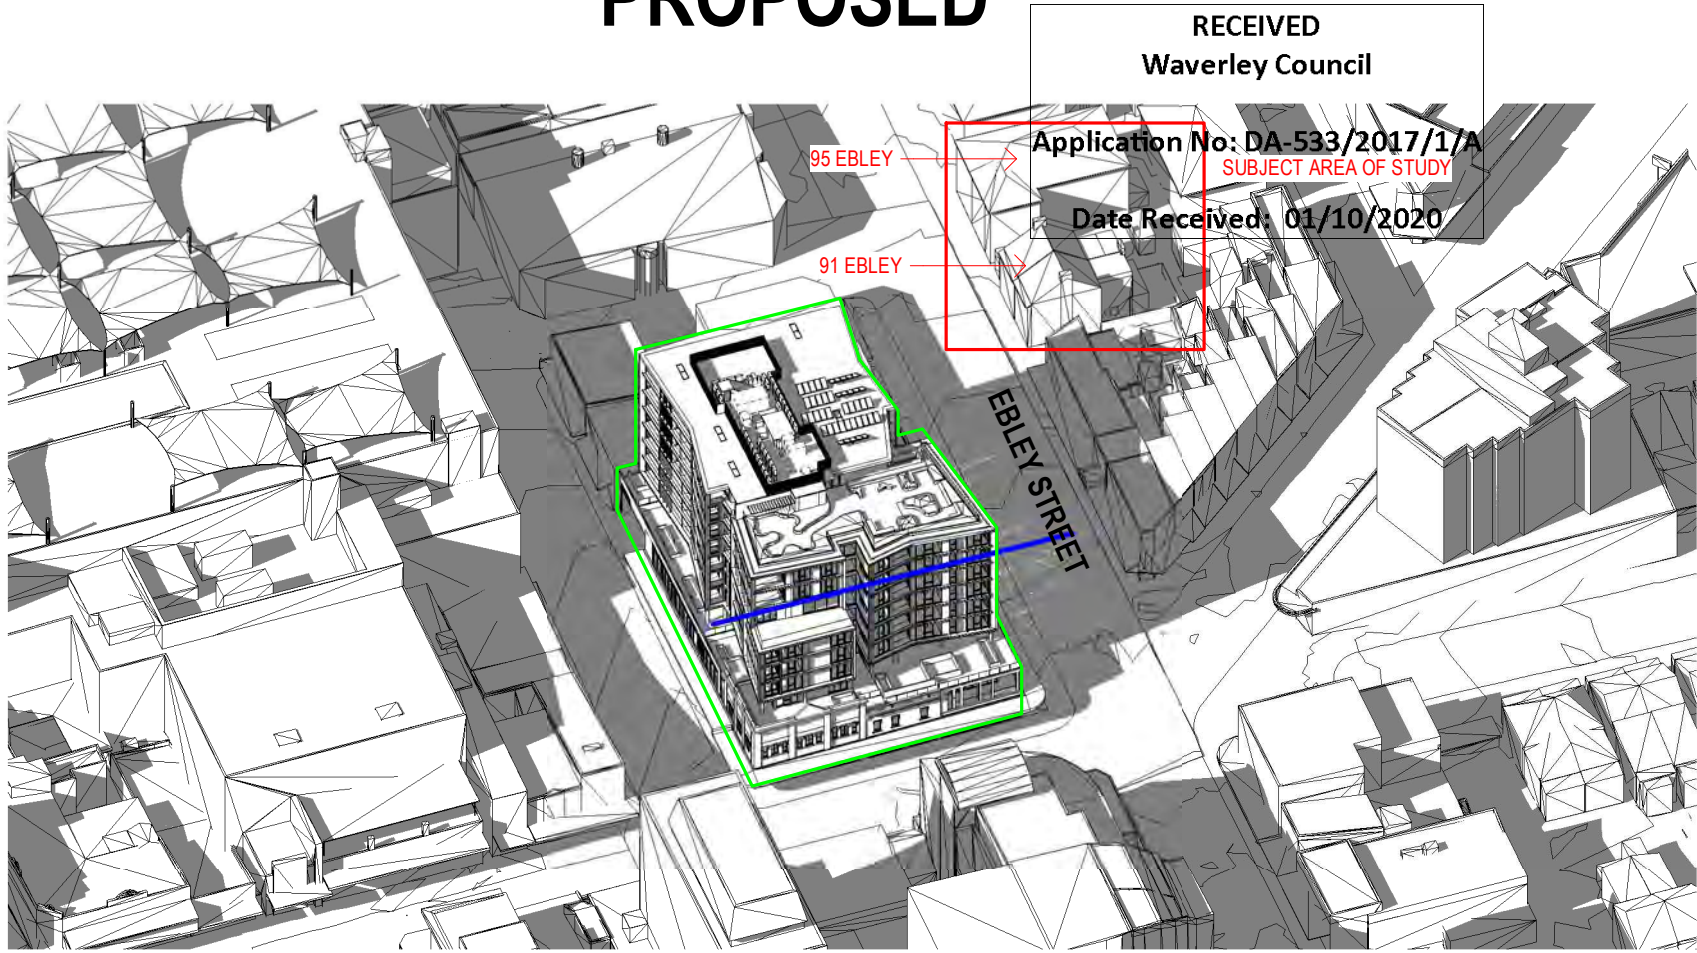 PROPOSED
RECEIVED
Waverley Council
Application No: DA-533/2017/1/A
95 EBLEY
SUBJECT AREA OF STUDY
Date Received: 01/10/2020
91 EBLEY
EBLEY STREET